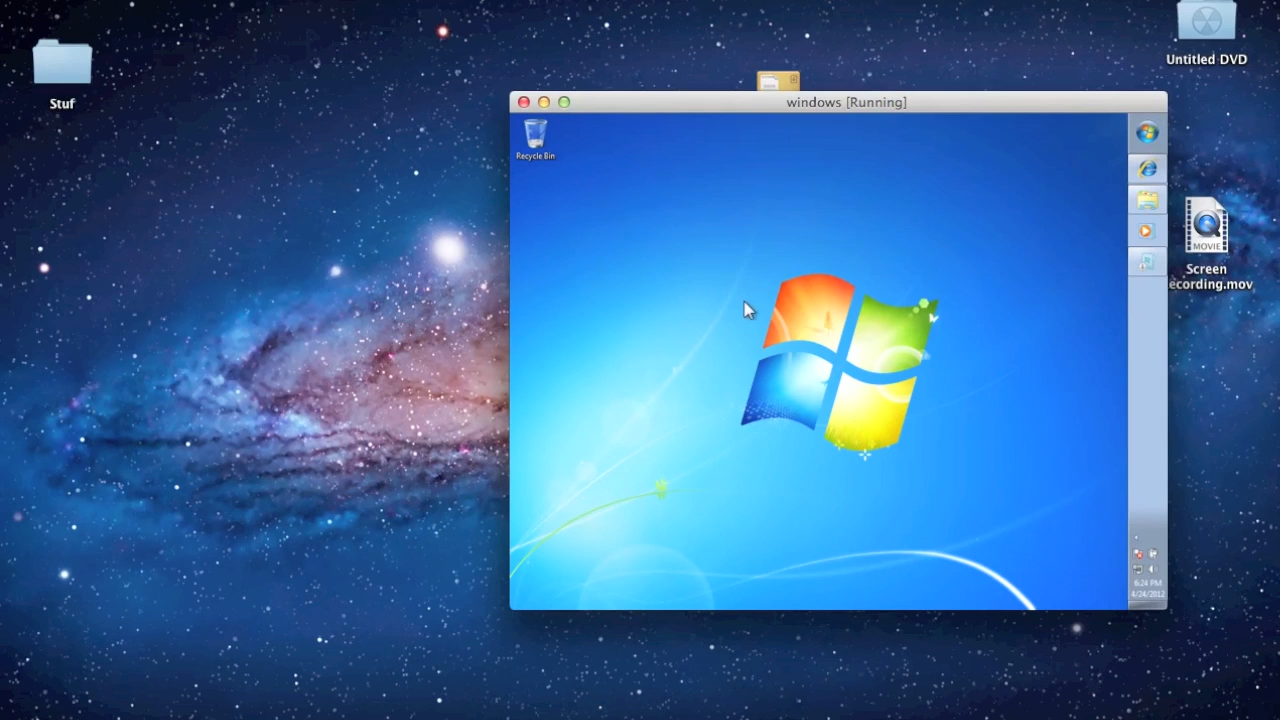 Stuf
Untitled DVD
windows [Running]
Recycle Bin
MOVIE
Screen
ecording.mov
6:24 PM
4/24/2012